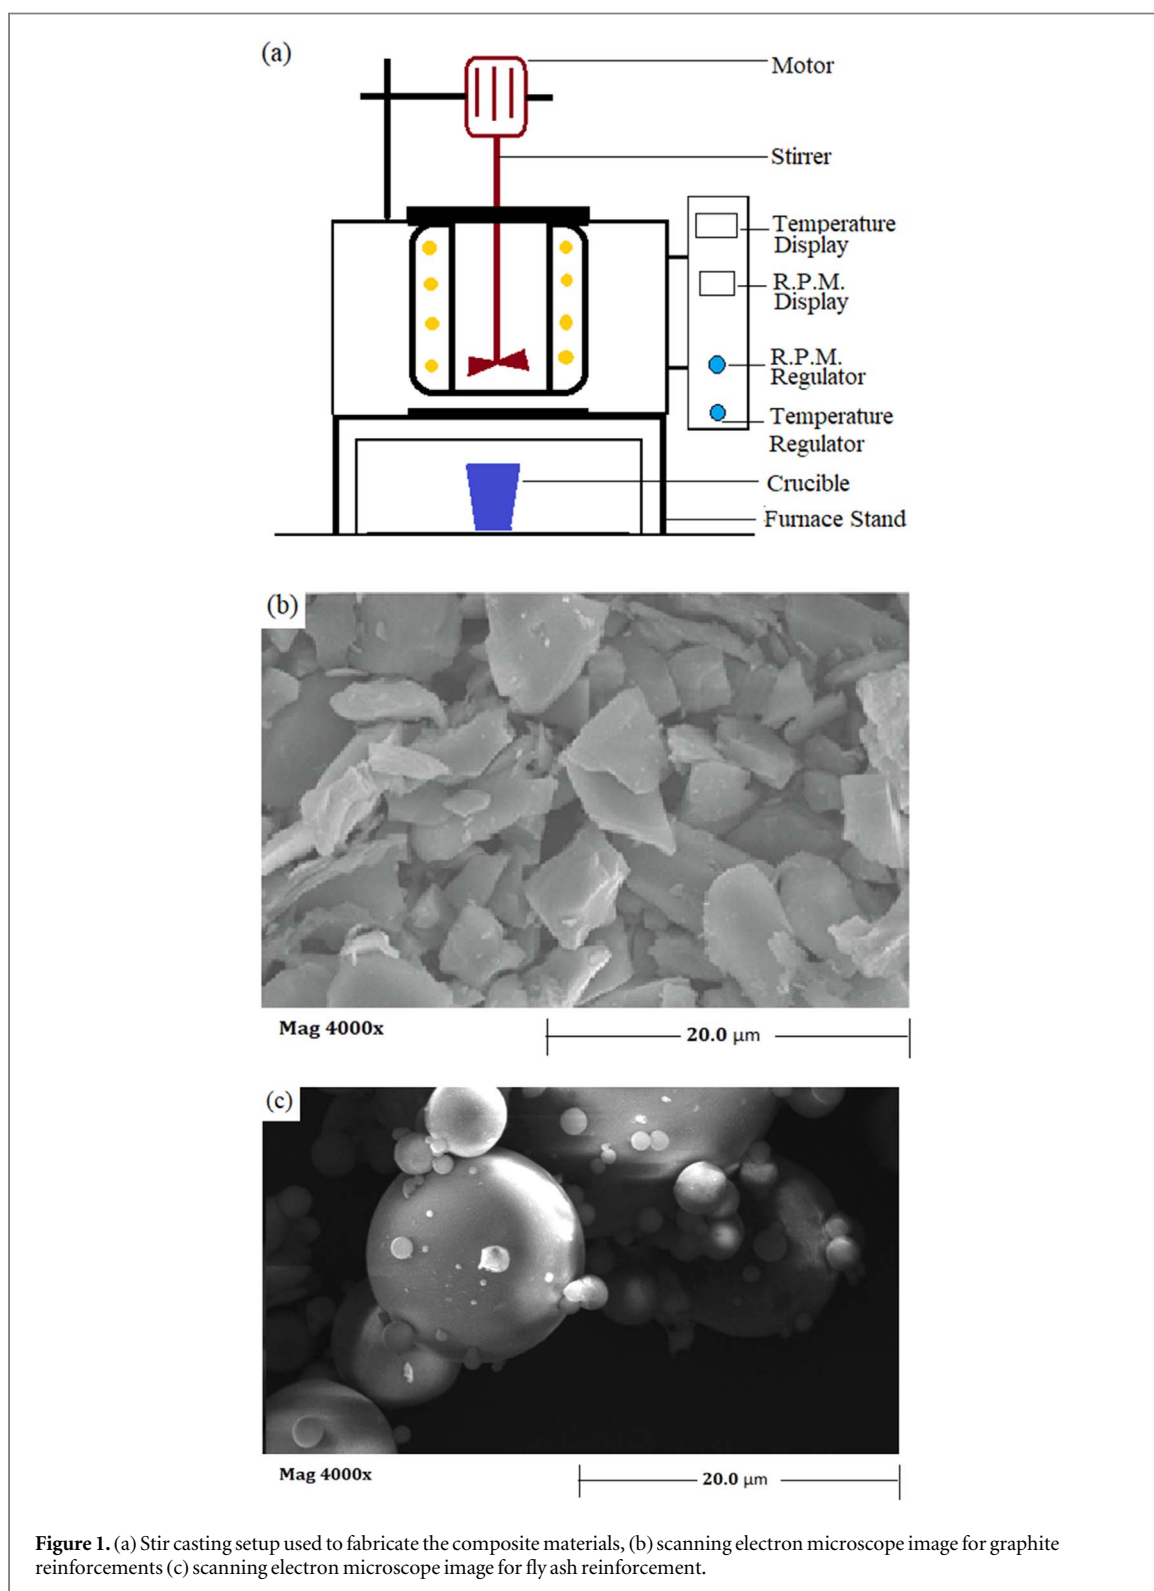 (a)
Motor
Stirrer
Temperature
Display
R.P.M.
Display
R.P.M.
Regulator
Temperature
Regulator
Crucible
Furnace Stand
(b)
Mag 4000x
20.0 µm
(c)
Mag 4000x
20.0 µm
Figure 1. (a) Stir casting setup used to fabricate the composite materials, (b) scanning electron microscope image for graphite
reinforcements (c) scanning electron microscope image for fly ash reinforcement.